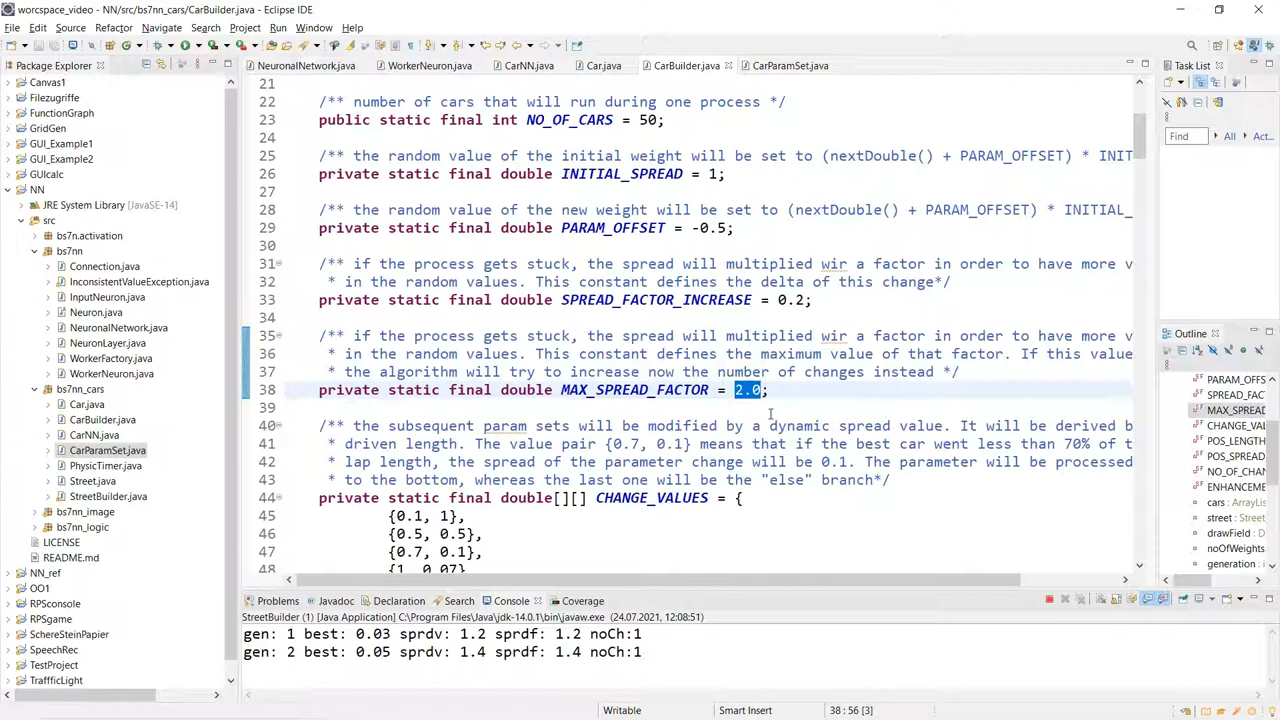 worcspace_video - NN/src/bs7nn_cars/CarBuilder.java - Eclipse IDE
File Edit Source Refactor Navigate Search Project Run Window Help
Package Explorer
Canvas1
Filezugriffe
FunctionGraph
GridGen
GUI_Example1
GUI_Example2
GUIcalc
NN
JRE System Library [JavaSE-14]
src
bs7n.activation
bs7nn
Connection.java
InconsistentValueException.java
InputNeuron.java
Neuron.java
NeuronalNetwork.java
NeuronLayer.java
WorkerFactory.java
WorkerNeuron.java
bs7nn_cars
Car.java
CarBuilder.java
CarNN.java
CarParamSet.java
PhysicTimer.java
Street.java
StreetBuilder.java
bs7nn_image
bs7nn_logic
LICENSE
README.md
NN_ref
OO1
RPSconsole
RPSgame
SchereSteinPapier
SpeechRec
TestProject
TraffficLight
NeuronalNetwork.java WorkerNeuron.java CarNN.java Car.java CarBuilder.java CarParamSet.java
21
22 /** number of cars that will run during one process */
23 public static final int NO_OF_CARS = 50;
24
25 /** the random value of the initial weight will be set to (nextDouble() + PARAM_OFFSET) * INIT
26 private static final double INITIAL_SPREAD = 1;
27
28 /** the random value of the new weight will be set to (nextDouble() + PARAM_OFFSET) * INITIAL_
29 private static final double PARAM_OFFSET = -0.5;
30
31 /** if the process gets stuck, the spread will multiplied wir a factor in order to have more v
32 * in the random values. This constant defines the delta of this change*/
33 private static final double SPREAD_FACTOR_INCREASE = 0.2;
34
35 /** if the process gets stuck, the spread will multiplied wir a factor in order to have more v
36 * in the random values. This constant defines the maximum value of that factor. If this value
37 * the algorithm will try to increase now the number of changes instead */
38 private static final double MAX_SPREAD_FACTOR = 2.0;
39
40 /** the subsequent param sets will be modified by a dynamic spread value. It will be derived b
41 * driven length. The value pair {0.7, 0.1} means that if the best car went less than 70% of t
42 * lap length, the spread of the parameter change will be 0.1. The parameter will be processed
43 * to the bottom, whereas the last one will be the "else" branch*/
44 private static final double[][] CHANGE_VALUES = {
45 {0.1, 1},
46 {0.5, 0.5},
47 {0.7, 0.1},
48 {1, 0.07}
Task List
Find All Act...
Outline
PARAM_OFFS
SPREAD_FAC
MAX_SPREAD
CHANGE_VAL
POS_LENGTH
POS_SPREAD
NO_OF_CHAN
ENHANCEMEN
cars : ArrayLis
street : Street
drawField : D
noOfWeights
generation : i
Problems Javadoc Declaration Search Console Coverage
StreetBuilder (1) [Java Application] C:\Program Files\Java\jdk-14.0.1\bin\javaw.exe (24.07.2021, 12:08:51)
gen: 1 best: 0.03 sprdv: 1.2 sprdf: 1.2 noCh:1
gen: 2 best: 0.05 sprdv: 1.4 sprdf: 1.4 noCh:1
Writable Smart Insert 38 : 56 [3]